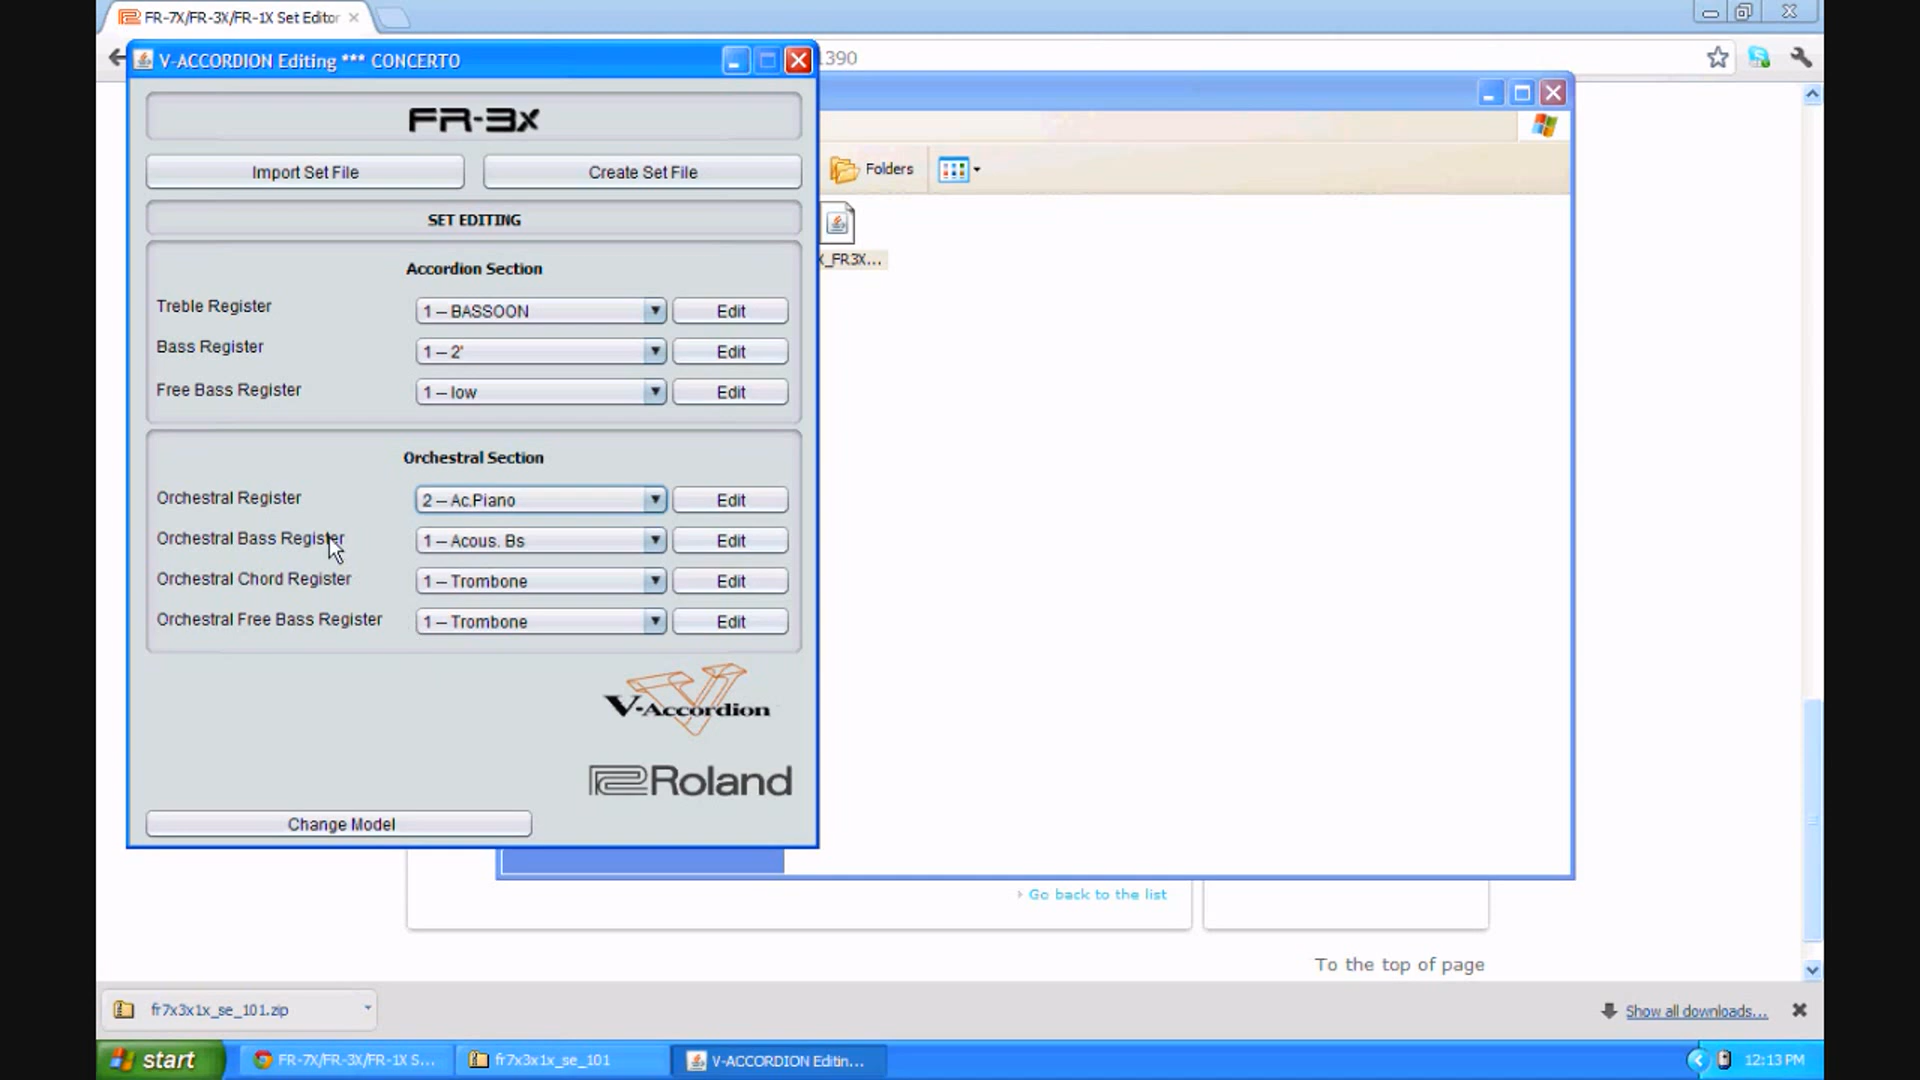 FR-7X/FR-3X/FR-1X Set Editor
V-ACCORDION Editing *** CONCERTO
1390
FR-3x
Import Set File
Create Set File
Folders
SET EDITING
X_FR3X...
Accordion Section
Treble Register
1 -- BASSOON
Edit
Bass Register
1 -- 2'
Edit
Free Bass Register
1 -- low
Edit
Orchestral Section
Orchestral Register
2 -- Ac.Piano
Edit
Orchestral Bass Register
1 -- Acous. Bs
Edit
Orchestral Chord Register
1 -- Trombone
Edit
Orchestral Free Bass Register
1 -- Trombone
Edit
V-Accordion
Roland
Change Model
Go back to the list
To the top of page
fr7x3x1x_se_101.zip
Show all downloads...
start
FR-7X/FR-3X/FR-1X S...
fr7x3x1x_se_101
V-ACCORDION Editin...
12:13 PM